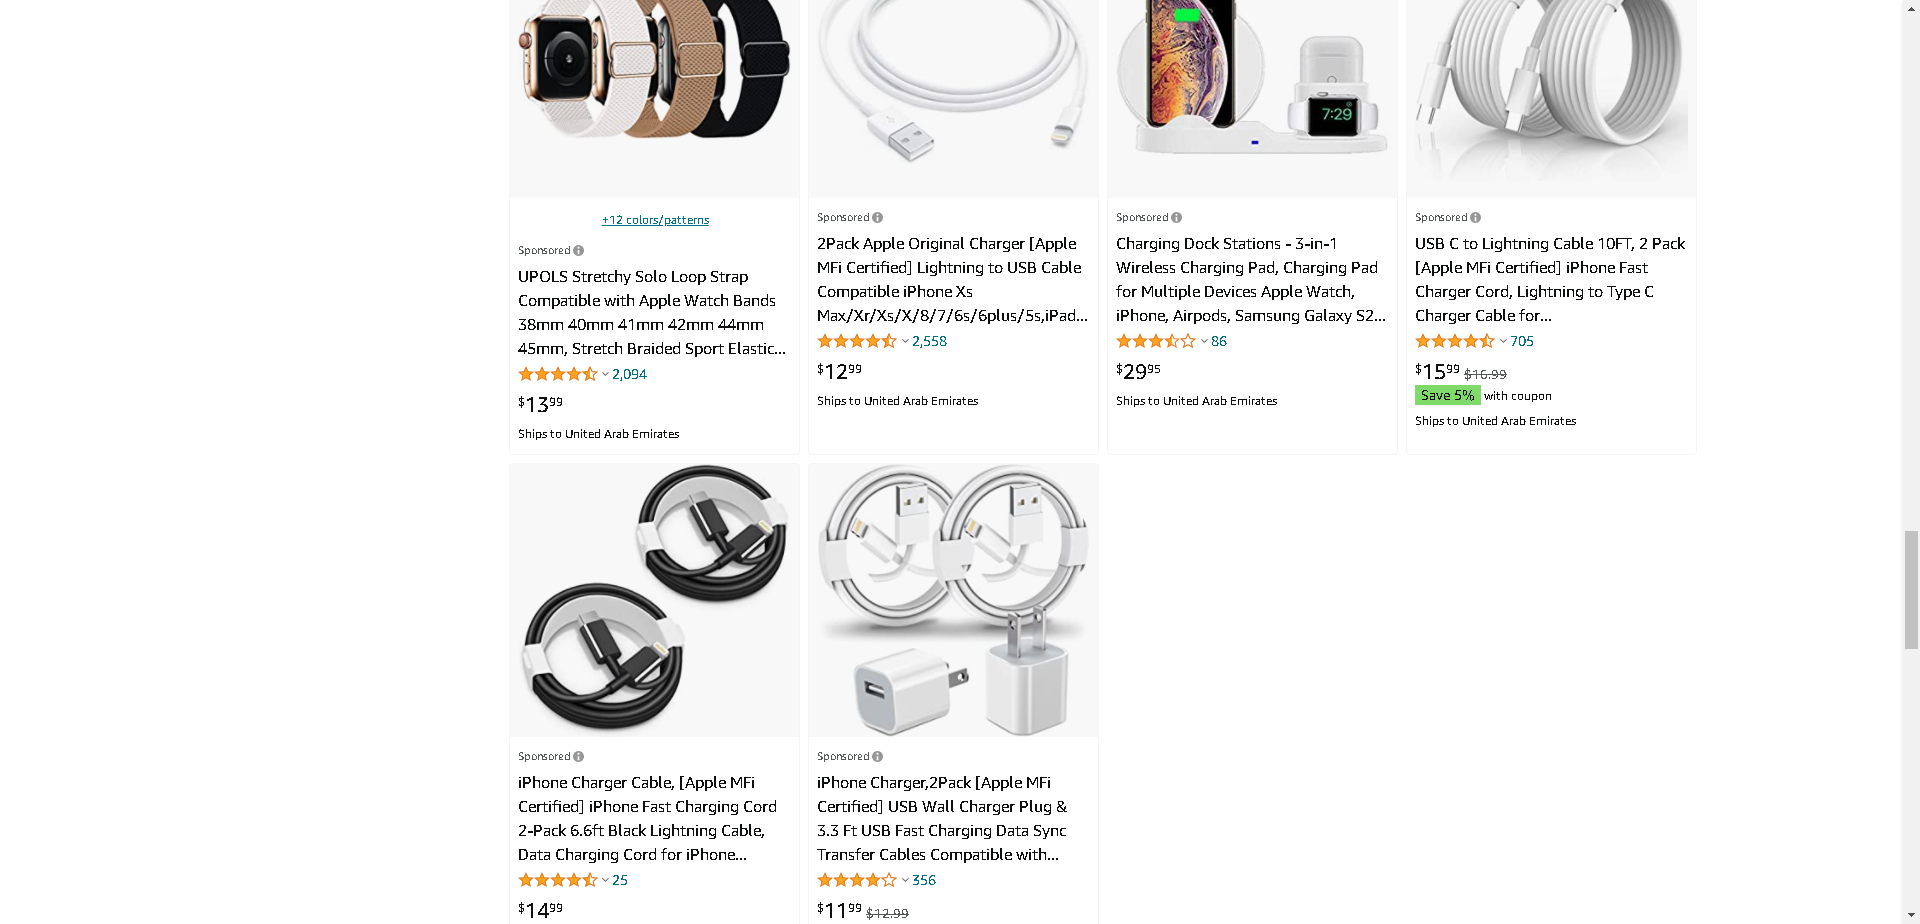 7:29
+12 colors/patterns
Sponsored
UPOLS Stretchy Solo Loop Strap
Compatible with Apple Watch Bands
38mm 40mm 41mm 42mm 44mm
45mm, Stretch Braided Sport Elastic...
2,094
$13.99
Ships to United Arab Emirates
Sponsored
2Pack Apple Original Charger [Apple
MFi Certified] Lightning to USB Cable
Compatible iPhone Xs
Max/Xr/Xs/X/8/7/6s/6plus/5s,iPad...
2,558
$12.99
Ships to United Arab Emirates
Sponsored
Charging Dock Stations - 3-in-1
Wireless Charging Pad, Charging Pad
for Multiple Devices Apple Watch,
iPhone, Airpods, Samsung Galaxy S2...
86
$29.95
Ships to United Arab Emirates
Sponsored
USB C to Lightning Cable 10FT, 2 Pack
[Apple MFi Certified] iPhone Fast
Charger Cord, Lightning to Type C
Charger Cable for...
705
$15.99 $16.99
Save 5% with coupon
Ships to United Arab Emirates
Sponsored
iPhone Charger Cable, [Apple MFi
Certified] iPhone Fast Charging Cord
2-Pack 6.6ft Black Lightning Cable,
Data Charging Cord for iPhone...
25
$14.99
Sponsored
iPhone Charger,2Pack [Apple MFi
Certified] USB Wall Charger Plug &
3.3 Ft USB Fast Charging Data Sync
Transfer Cables Compatible with...
356
$11.99 $12.99